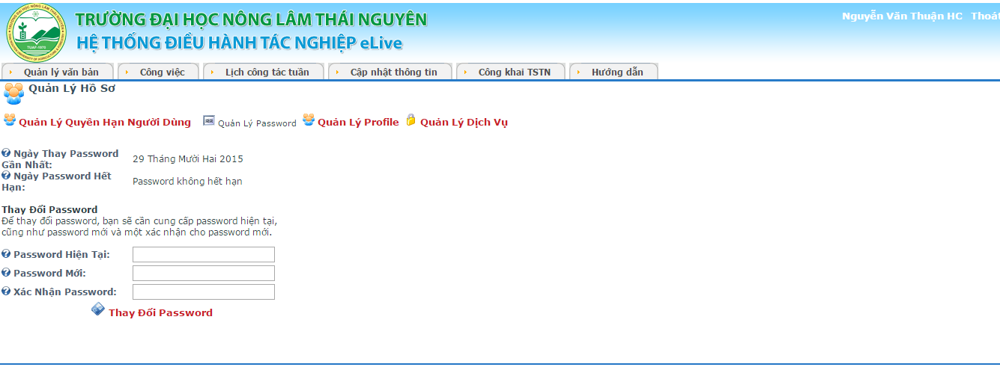 TRƯỜNG ĐẠI HỌC NÔNG LÂM THÁI NGUYÊN
HỆ THỐNG ĐIỀU HÀNH TÁC NGHIỆP eLive
Nguyễn Văn Thuận HC Thoát
TUAF-1970
Quản lý văn bản Công việc Lịch công tác tuần Cập nhật thông tin Công khai TSTN Hướng dẫn
Quản Lý Hồ Sơ
Quản Lý Quyền Hạn Người Dùng Quản Lý Password Quản Lý Profile Quản Lý Dịch Vụ
Ngày Thay Password
Gần Nhất:
29 Tháng Mười Hai 2015
Ngày Password Hết
Hạn:
Password không hết hạn
Thay Đổi Password
Để thay đổi password, bạn sẽ cần cung cấp password hiện tại,
cũng như password mới và một xác nhận cho password mới.
Password Hiện Tại:
Password Mới:
Xác Nhận Password:
Thay Đổi Password